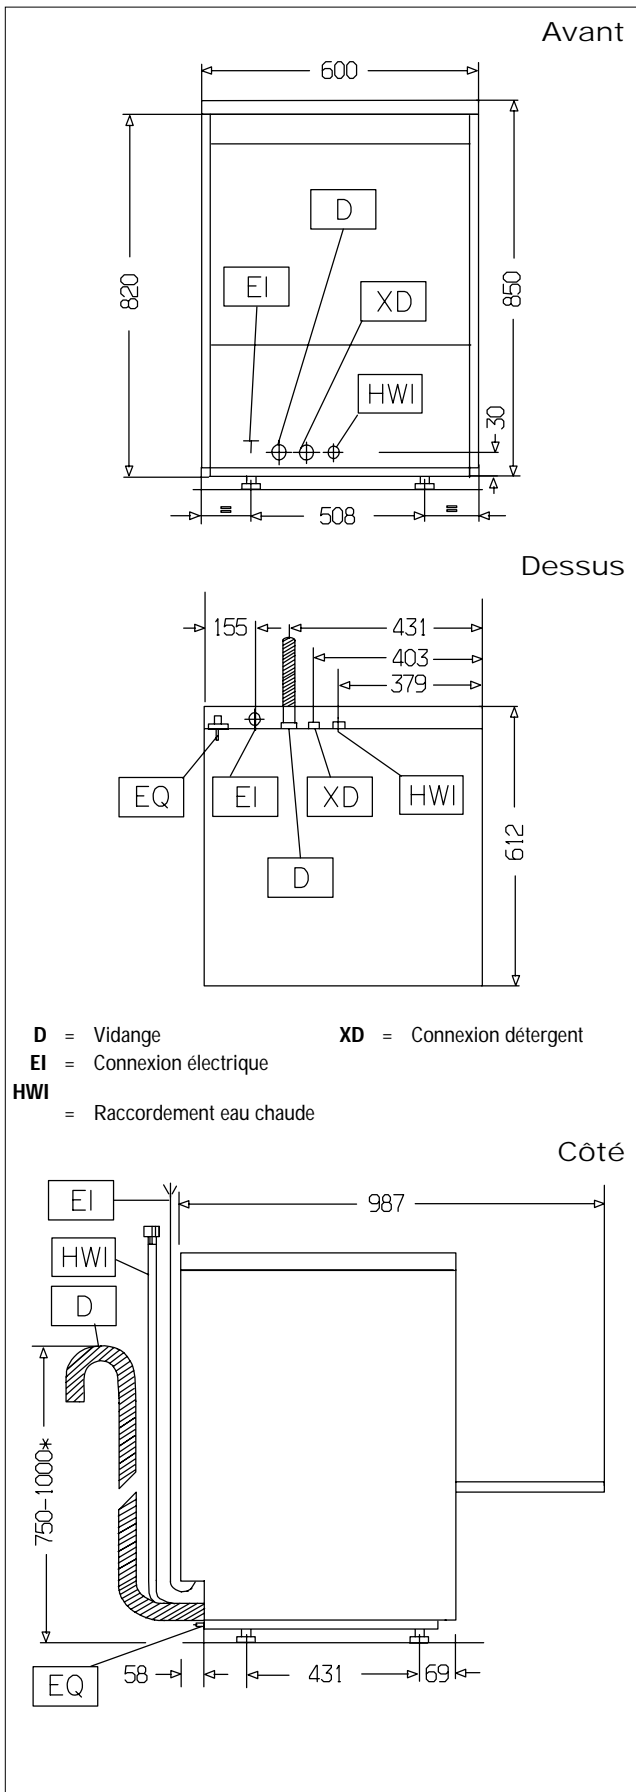 Avant
600
D
EI
XD
820
850
HWI
30
= 508 =
Dessus
155 431
403
379
EQ EI XD HWI
D
612
D = Vidange XD = Connexion détergent
EI = Connexion électrique
HWI
= Raccordement eau chaude
Côté
EI
987
HWI
D
750-1000*
EQ
58 431 69